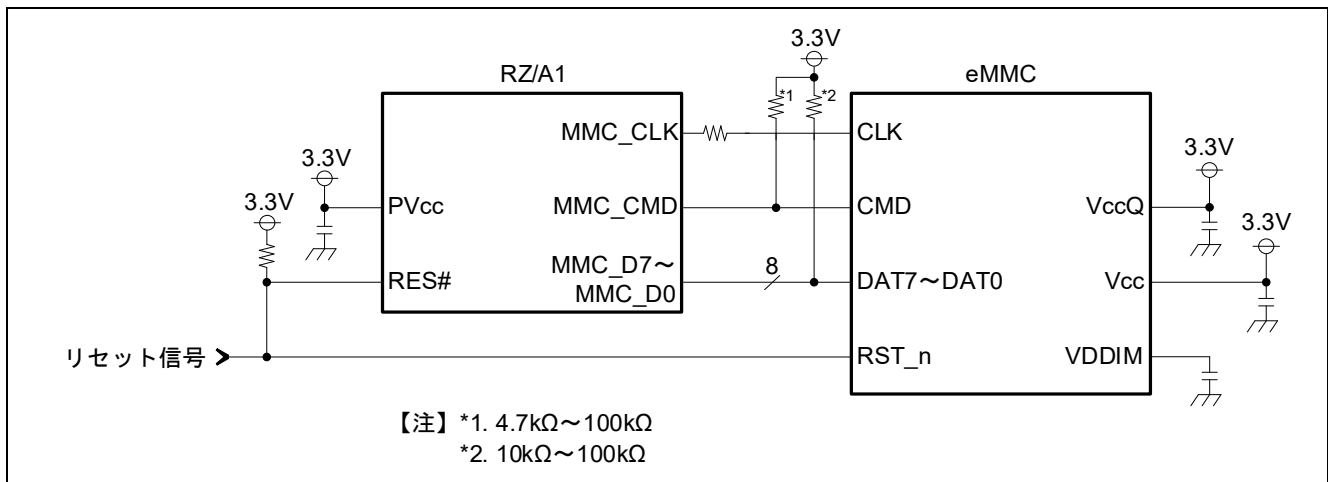 3.3V
RZ/A1
eMMC
*1
*2
MMC_CLK
CLK
3.3V
3.3V
3.3V
PVcc
MMC_CMD
CMD
VccQ
3.3V
RES#
MMC_D7～
MMC_D0
8
DAT7～DAT0
Vcc
リセット信号
RST_n
VDDIM
【注】*1. 4.7kΩ～100kΩ
*2. 10kΩ～100kΩ